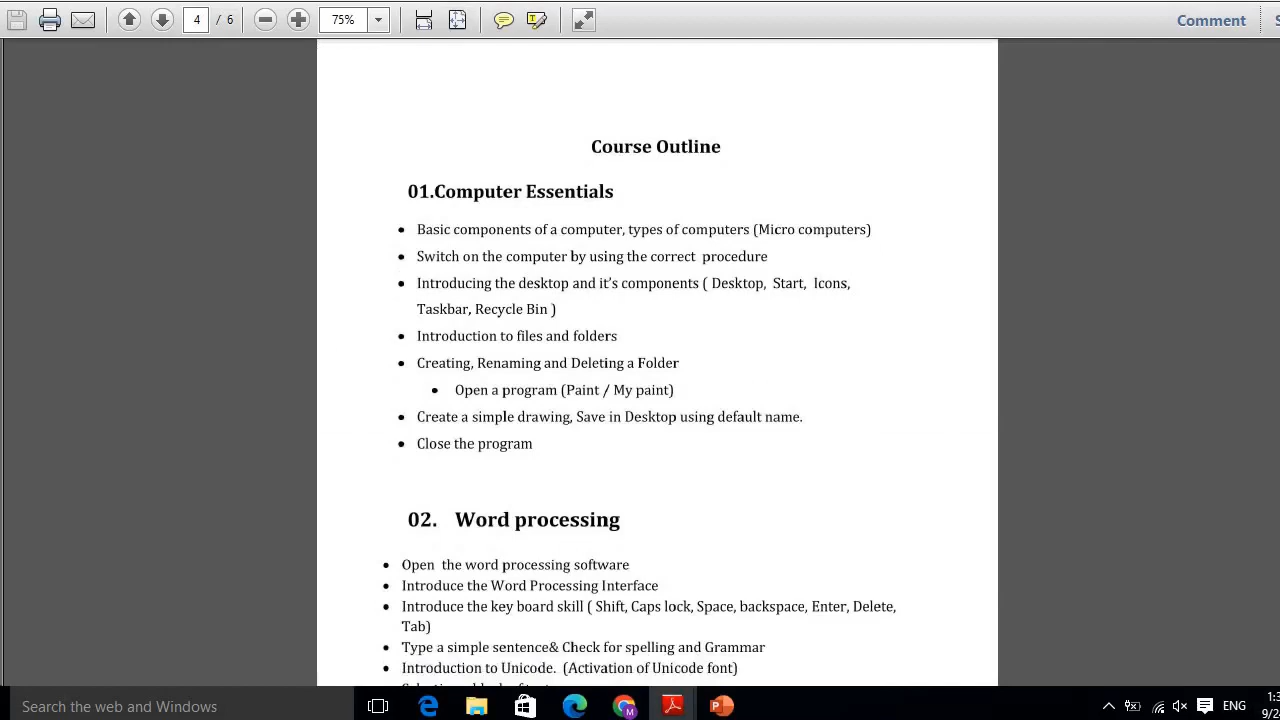 4 / 6
75%
Comment
Course Outline
01.Computer Essentials
• Basic components of a computer, types of computers (Micro computers)
• Switch on the computer by using the correct  procedure
• Introducing the desktop and it’s components ( Desktop,  Start,  Icons,
Taskbar, Recycle Bin )
• Introduction to files and folders
• Creating, Renaming and Deleting a Folder
• Open a program (Paint / My paint)
• Create a simple drawing, Save in Desktop using default name.
• Close the program
02.   Word processing
• Open  the word processing software
• Introduce the Word Processing Interface
• Introduce the key board skill ( Shift, Caps lock, Space, backspace, Enter, Delete,
Tab)
• Type a simple sentence& Check for spelling and Grammar
• Introduction to Unicode.  (Activation of Unicode font)
Search the web and Windows
ENG